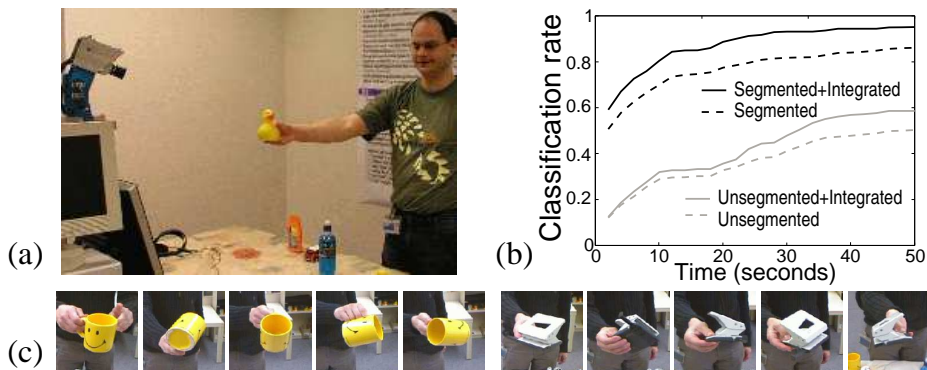 (a)
Classification rate
1
0.8
0.6
0.4
0.2
0
Segmented+Integrated
Segmented
Unsegmented+Integrated
Unsegmented
0 10 20 30 40 50
Time (seconds)
(b)
(c)